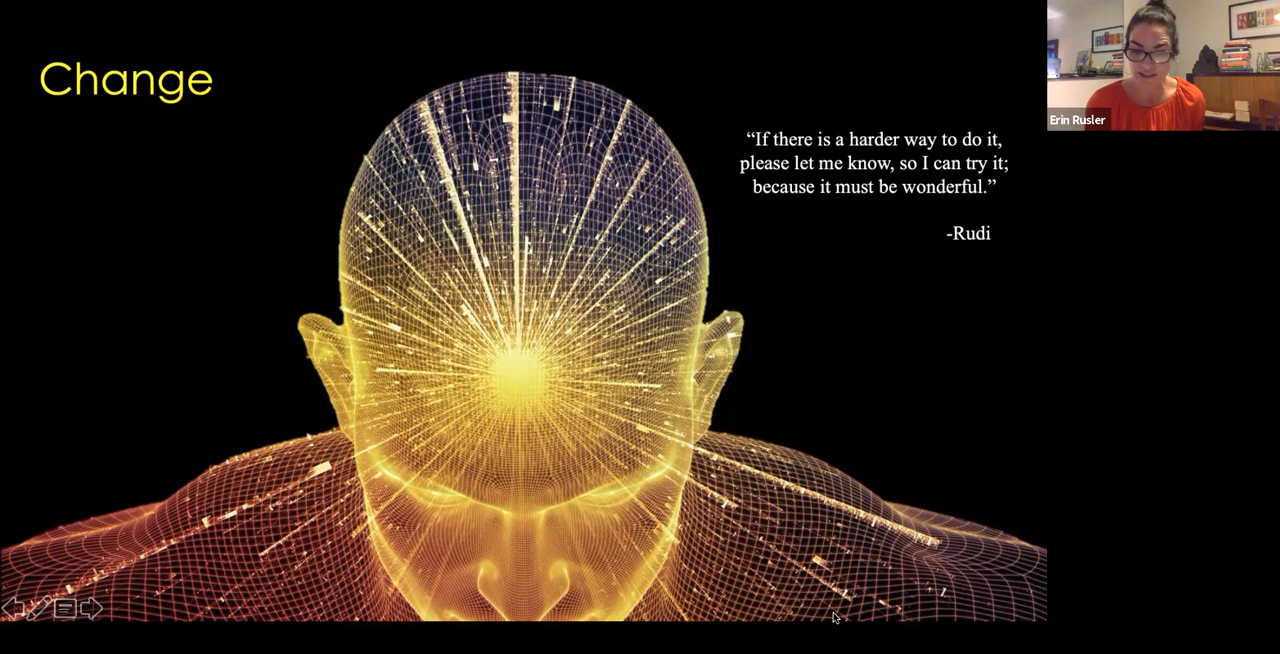 Change
“If there is a harder way to do it,
please let me know, so I can try it;
because it must be wonderful.”
-Rudi
Erin Rusler